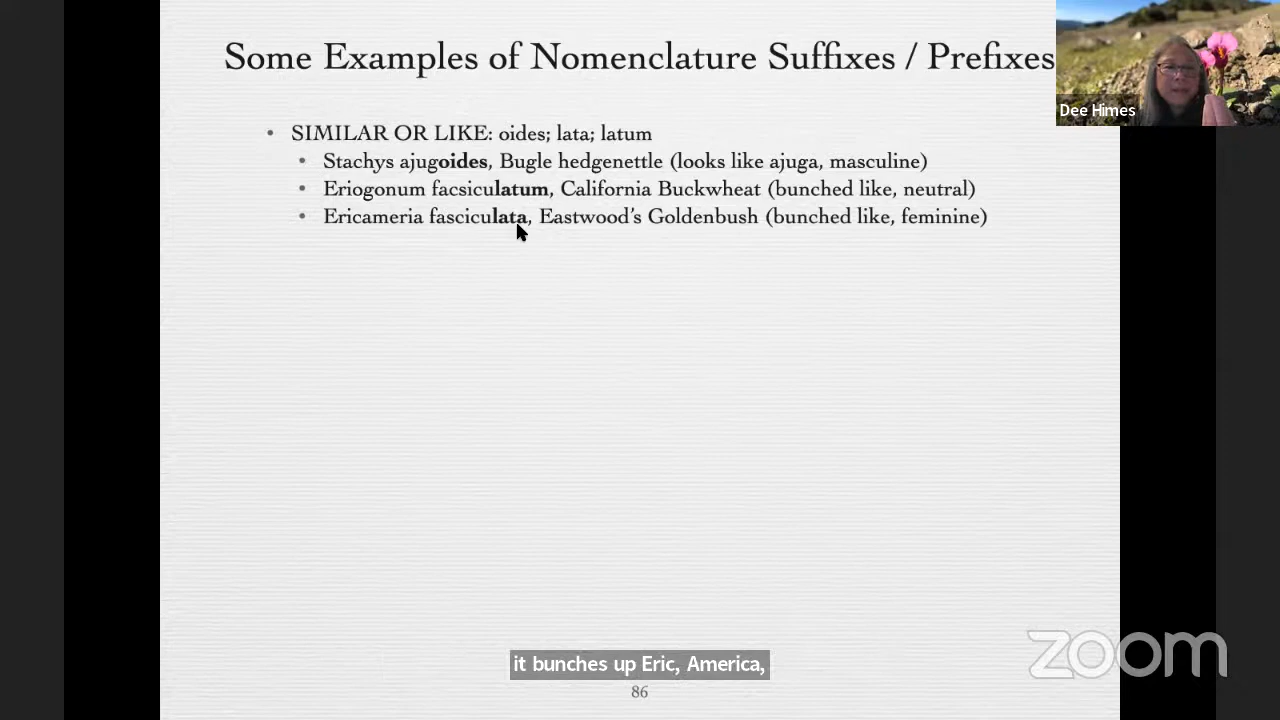 Some Examples of Nomenclature Suffixes / Prefixes
Dee Himes
• SIMILAR OR LIKE: oides; lata; latum
• Stachys ajugoides, Bugle hedgenettle (looks like ajuga, masculine)
• Eriogonum facsiculatum, California Buckwheat (bunched like, neutral)
• Ericameria fasciculata, Eastwood’s Goldenbush (bunched like, feminine)
it bunches up Eric, America,
zoom
86